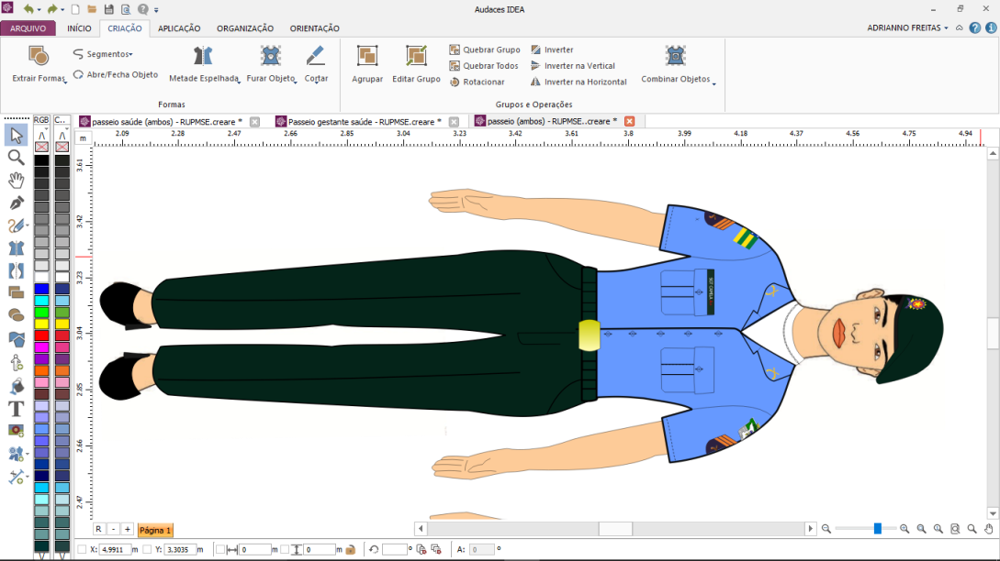 Audaces IDEA
ARQUIVO
INÍCIO
CRIAÇÃO
APLICAÇÃO
ORGANIZAÇÃO
ORIENTAÇÃO
ADRIANNO FREITAS
Extrair Formas
Segmentos
Abre/Fecha Objeto
Metade Espelhada
Furar Objeto
Cortar
Agrupar
Editar Grupo
Quebrar Grupo
Quebrar Todos
Rotacionar
Inverter
Inverter na Vertical
Inverter na Horizontal
Combinar Objetos
Formas
Grupos e Operações
passeio saúde (ambos) - RUPMSE.creare *
Passeio gestante saúde - RUPMSE.creare *
passeio (ambos) - RUPMSE..creare *
RGB
C..
m
2.09 2.28 2.47 2.66 2.85 3.04 3.23 3.42 3.61 3.8 3.99 4.18 4.37 4.56 4.75 4.94
3.61
3.42
3.23
3.04
2.85
2.66
2.47
R - + Página 1
X: 4.9911 m Y: 3.3035 m 0 m 0 m º A: 0 º